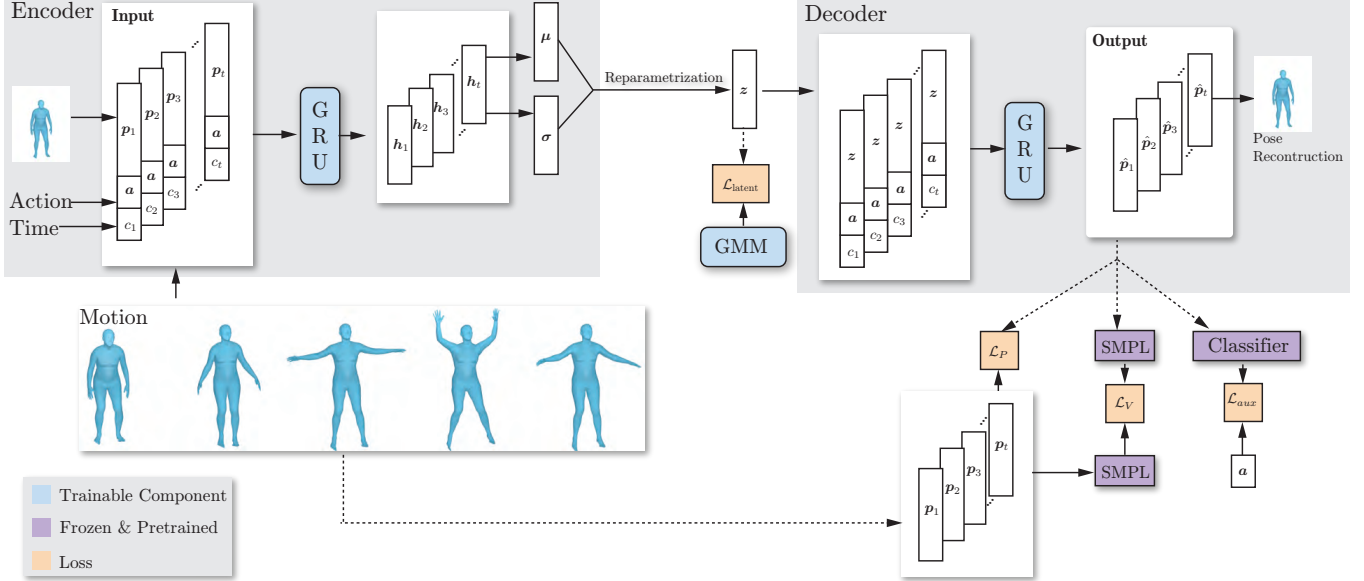 Encoder
Input
p_1
p_2
p_3
p_t
a
a
a
a
c_1
c_2
c_3
c_t
Action
Time
G
R
U
h_1
h_2
h_3
h_t
μ
σ
Reparametrization
z
ℒ_latent
GMM
Decoder
z
z
z
z
a
a
a
a
c_1
c_2
c_3
c_t
G
R
U
Output
p̂_1
p̂_2
p̂_3
p̂_t
Pose
Recontruction
Motion
ℒ_P
SMPL
Classifier
ℒ_V
ℒ_aux
p_1
p_2
p_3
p_t
SMPL
a
Trainable Component
Frozen & Pretrained
Loss